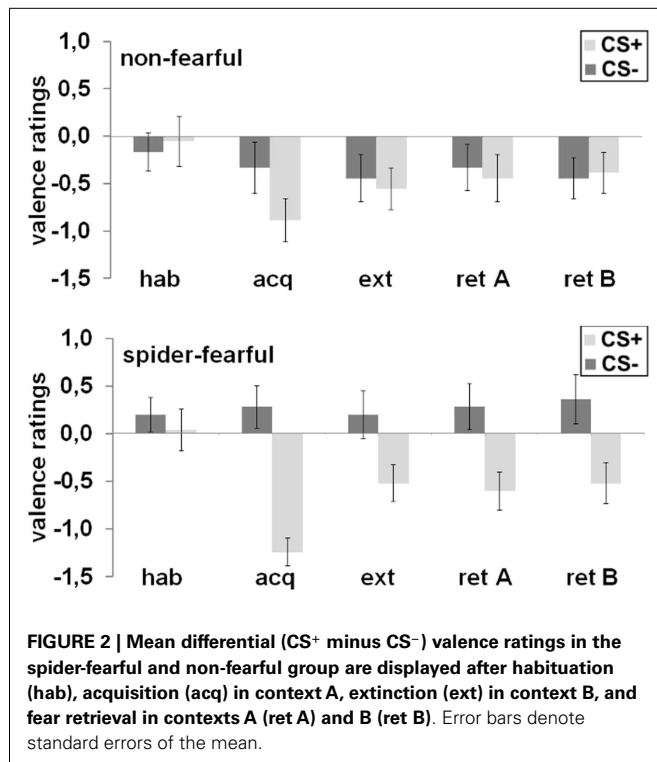 1,0
non-fearful
CS+
CS-
0,5
0,0
-0,5
-1,0
-1,5
valence ratings
hab acq ext ret A ret B
1,0
spider-fearful
CS+
CS-
0,5
0,0
-0,5
-1,0
-1,5
valence ratings
hab acq ext ret A ret B
FIGURE 2 | Mean differential (CS⁺ minus CS⁻) valence ratings in the
spider-fearful and non-fearful group are displayed after habituation
(hab), acquisition (acq) in context A, extinction (ext) in context B, and
fear retrieval in contexts A (ret A) and B (ret B). Error bars denote
standard errors of the mean.